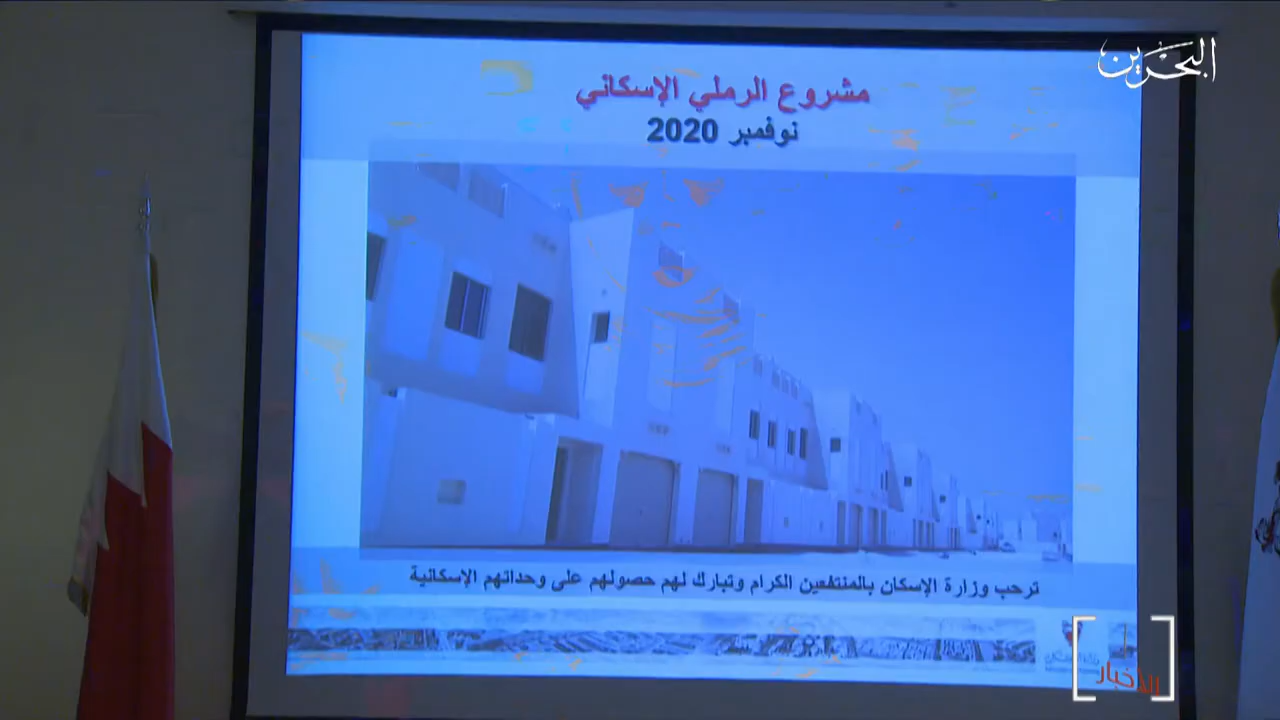 البحرين
مشروع الرملي الإسكاني
نوفمبر 2020
ترحب وزارة الإسكان بالمنتفعين الكرام وتبارك لهم حصولهم على وحداتهم الإسكانية
الأخبار